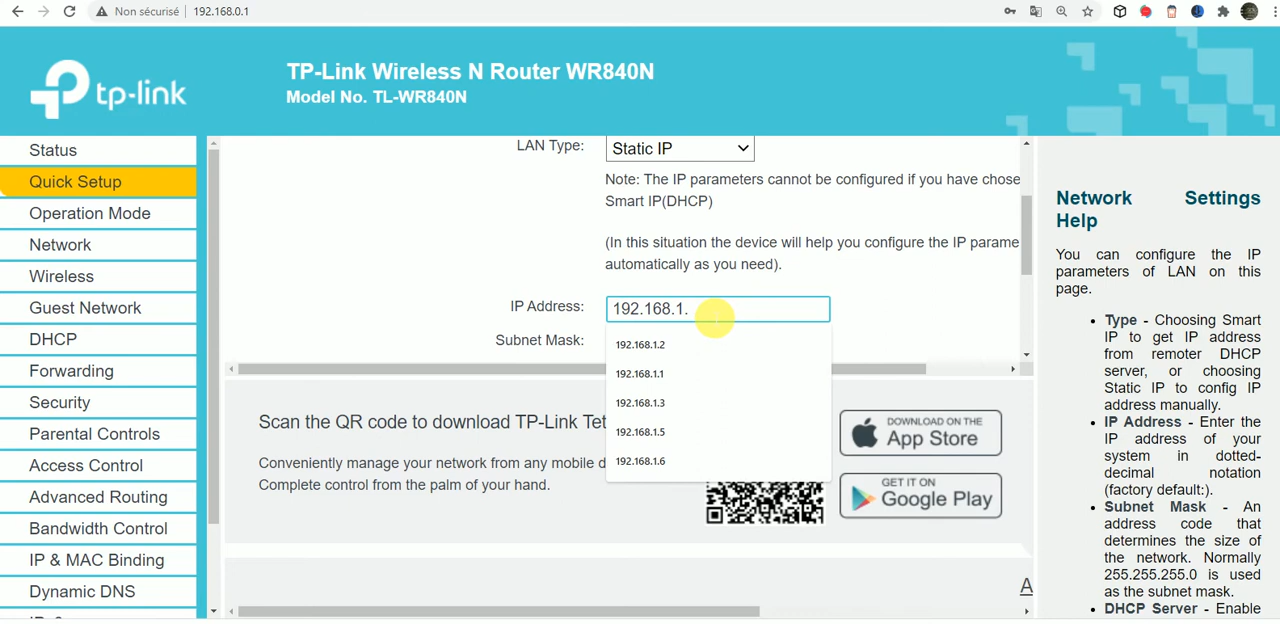 Non sécurisé
192.168.0.1
tp-link
TP-Link Wireless N Router WR840N
Model No. TL-WR840N
Status
Quick Setup
Operation Mode
Network
Wireless
Guest Network
DHCP
Forwarding
Security
Parental Controls
Access Control
Advanced Routing
Bandwidth Control
IP & MAC Binding
Dynamic DNS
LAN Type:
Static IP
Note: The IP parameters cannot be configured if you have chose
Smart IP(DHCP)
(In this situation the device will help you configure the IP parame
automatically as you need).
IP Address:
192.168.1.
Subnet Mask:
192.168.1.2
192.168.1.1
192.168.1.3
192.168.1.5
192.168.1.6
Scan the QR code to download TP-Link Tet
Conveniently manage your network from any mobile d
Complete control from the palm of your hand.
DOWNLOAD ON THE
App Store
GET IT ON
Google Play
A
Network Settings
Help
You can configure the IP
parameters of LAN on this
page.
• Type - Choosing Smart
IP to get IP address
from remoter DHCP
server, or choosing
Static IP to config IP
address manually.
• IP Address - Enter the
IP address of your
system in dotted-
decimal notation
(factory default:).
• Subnet Mask - An
address code that
determines the size of
the network. Normally
255.255.255.0 is used
as the subnet mask.
• DHCP Server - Enable